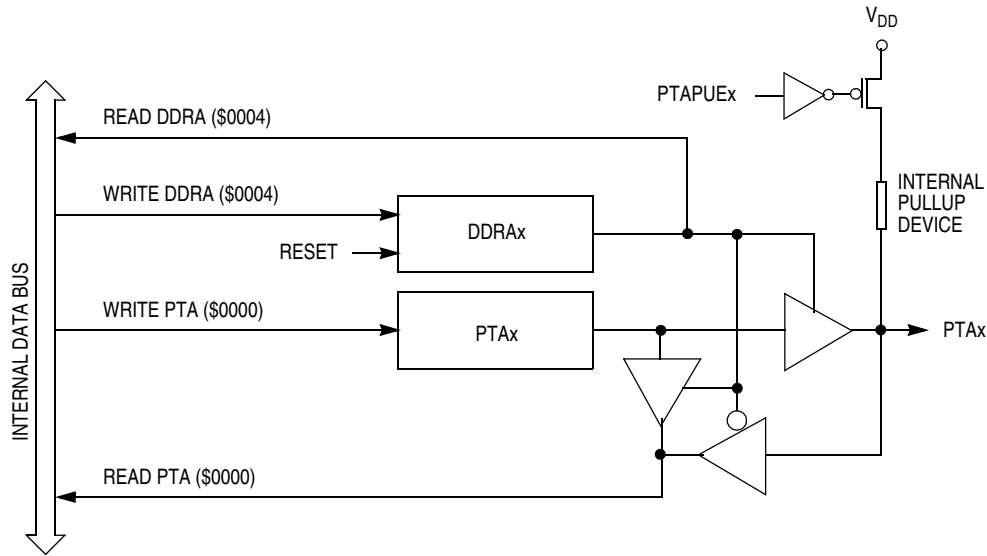 VDD
PTAPUEx
READ DDRA ($0004)
INTERNAL
PULLUP
DEVICE
WRITE DDRA ($0004)
DDRAx
RESET
WRITE PTA ($0000)
PTAx
PTAx
INTERNAL DATA BUS
READ PTA ($0000)